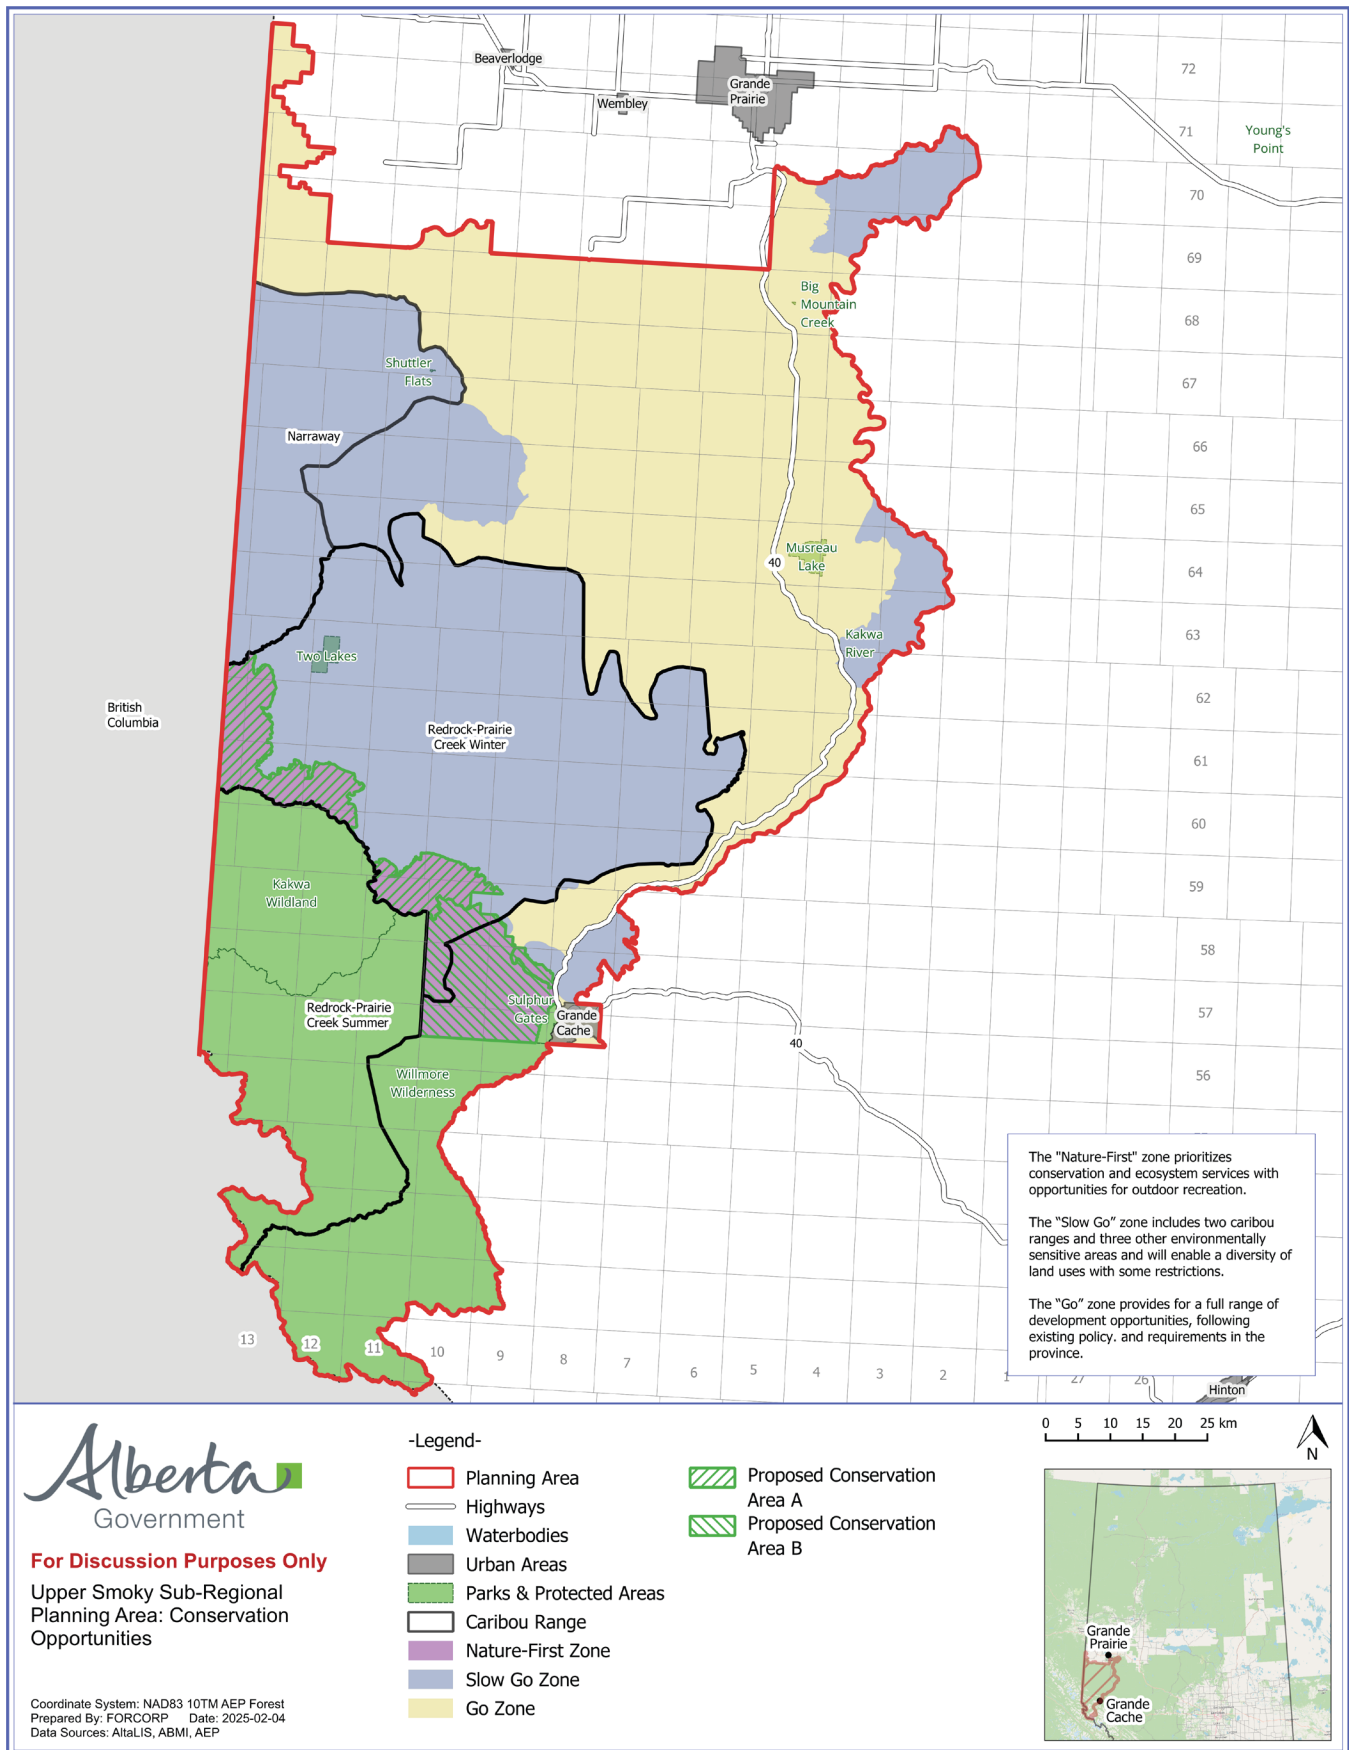 Beaverlodge
Wembley
Grande
Prairie
72
71
Young's
Point
70
69
Big
Mountain
Creek
68
Shuttler
Flats
67
Narraway
66
65
Musreau
Lake
40
64
Kakwa
River
63
Two Lakes
62
British
Columbia
Redrock-Prairie
Creek Winter
61
60
Kakwa
Wildland
59
58
Redrock-Prairie
Creek Summer
Sulphur
Gates
Grande
Cache
57
40
Willmore
Wilderness
56
The "Nature-First" zone prioritizes
conservation and ecosystem services with
opportunities for outdoor recreation.
The “Slow Go” zone includes two caribou
ranges and three other environmentally
sensitive areas and will enable a diversity of
land uses with some restrictions.
The “Go” zone provides for a full range of
development opportunities, following
existing policy. and requirements in the
province.
13
12
11
10
9
8
7
6
5
4
3
2
1
27
26
Hinton
Alberta
Government
For Discussion Purposes Only
Upper Smoky Sub-Regional
Planning Area: Conservation
Opportunities
Coordinate System: NAD83 10TM AEP Forest
Prepared By: FORCORP Date: 2025-02-04
Data Sources: AltaLIS, ABMI, AEP
-Legend-
Planning Area
Highways
Waterbodies
Urban Areas
Parks & Protected Areas
Caribou Range
Nature-First Zone
Slow Go Zone
Go Zone
Proposed Conservation
Area A
Proposed Conservation
Area B
0 5 10 15 20 25 km
N
Grande
Prairie
Grande
Cache